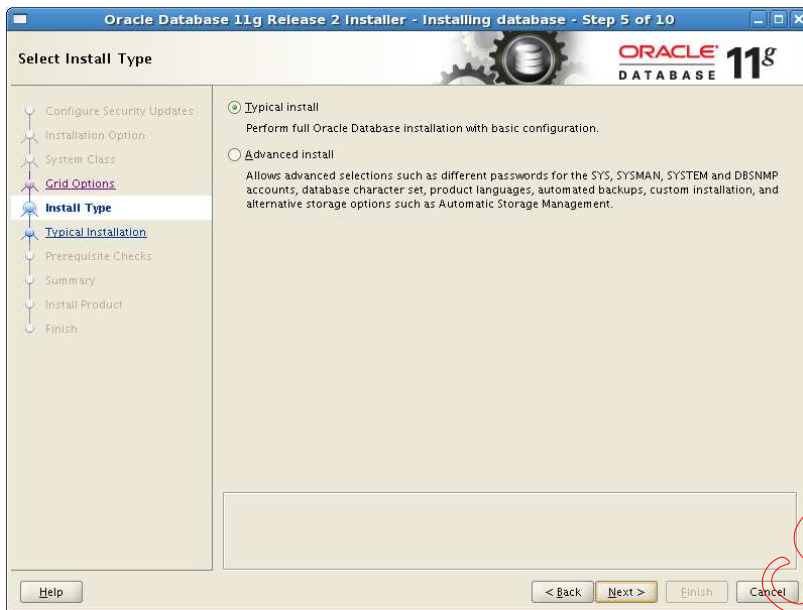 Oracle Database 11g Release 2 Installer - Installing database - Step 5 of 10
Select Install Type
ORACLE
DATABASE
11g
Configure Security Updates
Installation Option
System Class
Grid Options
Install Type
Typical Installation
Prerequisite Checks
Summary
Install Product
Finish
Typical install
Perform full Oracle Database installation with basic configuration.
Advanced install
Allows advanced selections such as different passwords for the SYS, SYSMAN, SYSTEM and DBSNMP
accounts, database character set, product languages, automated backups, custom installation, and
alternative storage options such as Automatic Storage Management.
Help
< Back
Next >
Finish
Cancel